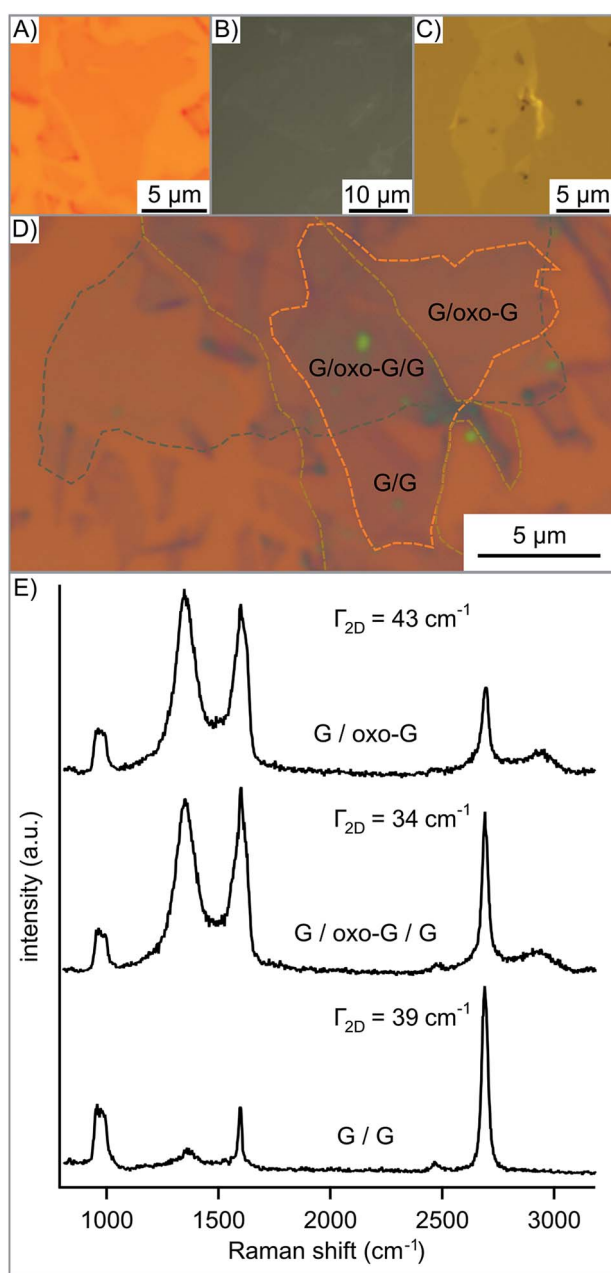 A)
B)
C)
5 μm
10 μm
5 μm
D)
G/oxo-G
G/oxo-G/G
G/G
5 μm
E)
Γ2D = 43 cm-1
G / oxo-G
Γ2D = 34 cm-1
G / oxo-G / G
Γ2D = 39 cm-1
G / G
intensity (a.u.)
1000 1500 2000 2500 3000
Raman shift (cm-1)